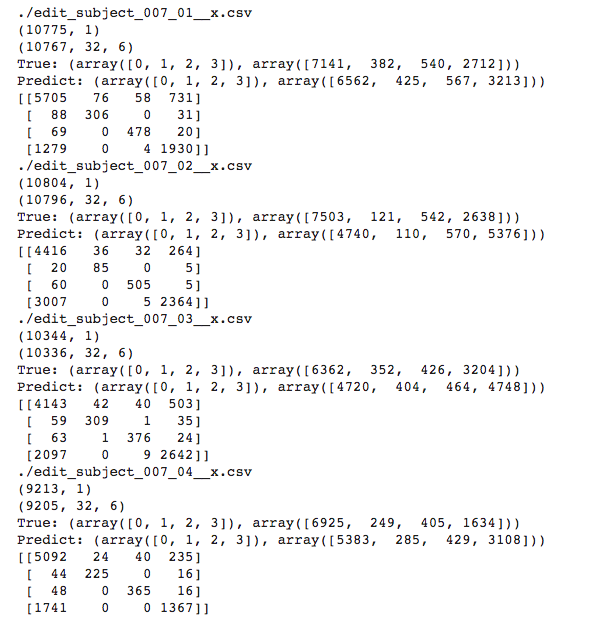 ./edit_subject_007_01__x.csv
(10775, 1)
(10767, 32, 6)
True: (array([0, 1, 2, 3]), array([7141,  382,  540, 2712]))
Predict: (array([0, 1, 2, 3]), array([6562,  425,  567, 3213]))
[[5705   76   58  731]
 [  88  306    0   31]
 [  69    0  478   20]
 [1279    0    4 1930]]
./edit_subject_007_02__x.csv
(10804, 1)
(10796, 32, 6)
True: (array([0, 1, 2, 3]), array([7503,  121,  542, 2638]))
Predict: (array([0, 1, 2, 3]), array([4740,  110,  570, 5376]))
[[4416   36   32  264]
 [  20   85    0    5]
 [  60    0  505    5]
 [3007    0    5 2364]]
./edit_subject_007_03__x.csv
(10344, 1)
(10336, 32, 6)
True: (array([0, 1, 2, 3]), array([6362,  352,  426, 3204]))
Predict: (array([0, 1, 2, 3]), array([4720,  404,  464, 4748]))
[[4143   42   40  503]
 [  59  309    1   35]
 [  63    1  376   24]
 [2097    0    9 2642]]
./edit_subject_007_04__x.csv
(9213, 1)
(9205, 32, 6)
True: (array([0, 1, 2, 3]), array([6925,  249,  405, 1634]))
Predict: (array([0, 1, 2, 3]), array([5383,  285,  429, 3108]))
[[5092   24   40  235]
 [  44  225    0   16]
 [  48    0  365   16]
 [1741    0    0 1367]]